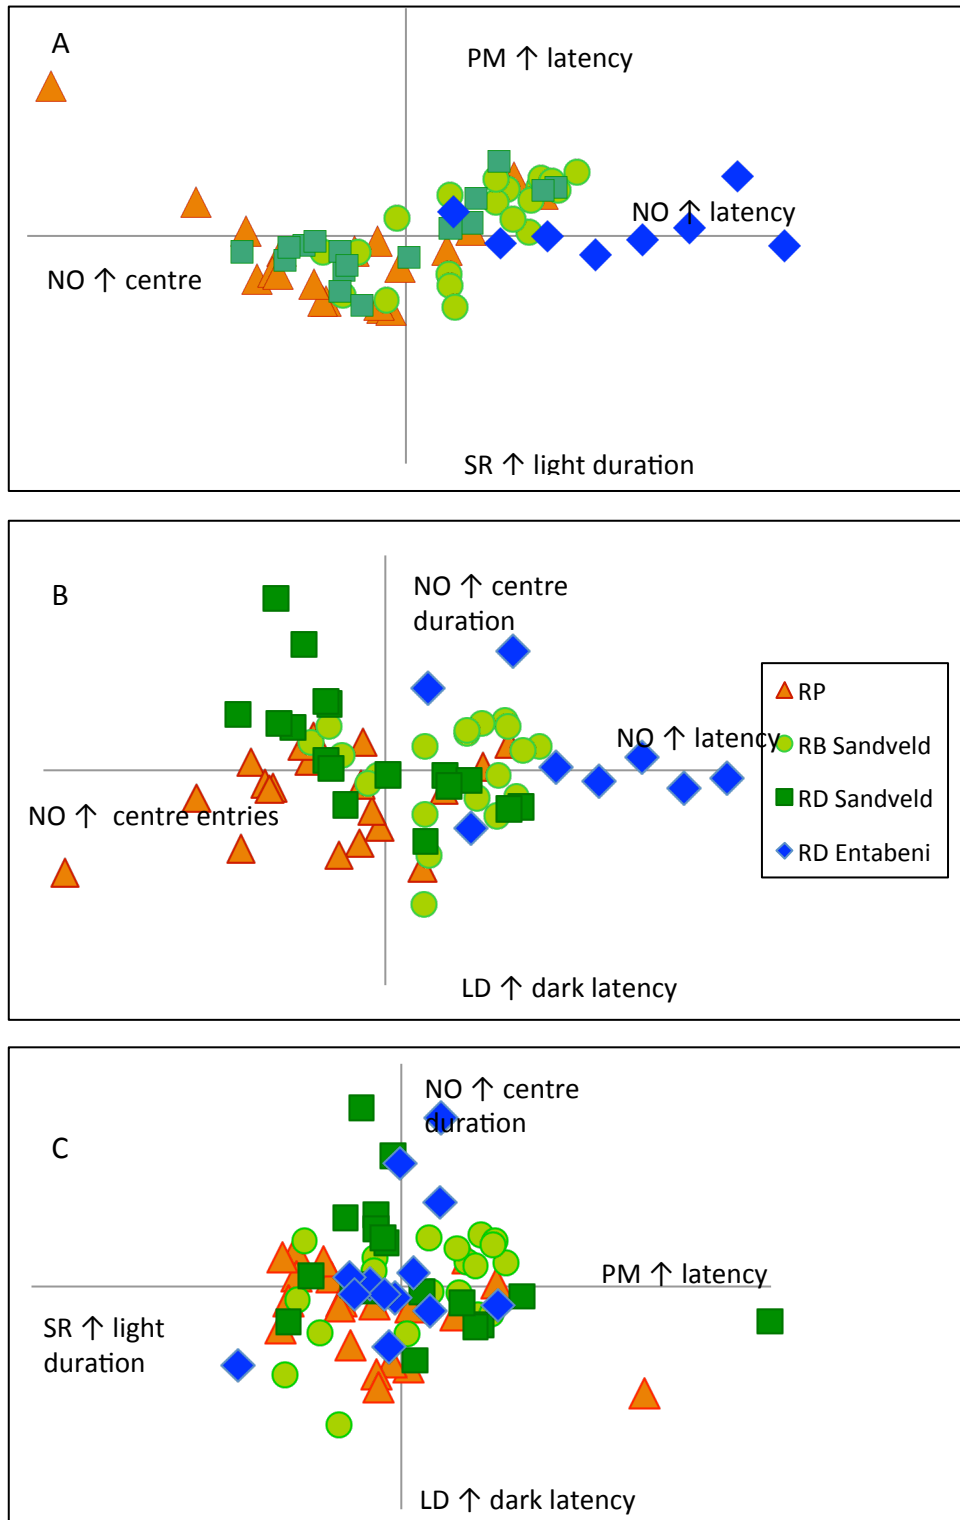 A
PM ↑ latency
NO ↑ latency
NO ↑ centre
SR ↑ light duration
B
NO ↑ centre
duration
NO ↑ latency
NO ↑ centre entries
LD ↑ dark latency
RP
RB Sandveld
RD Sandveld
RD Entabeni
C
NO ↑ centre
duration
PM ↑ latency
SR ↑ light
duration
LD ↑ dark latency